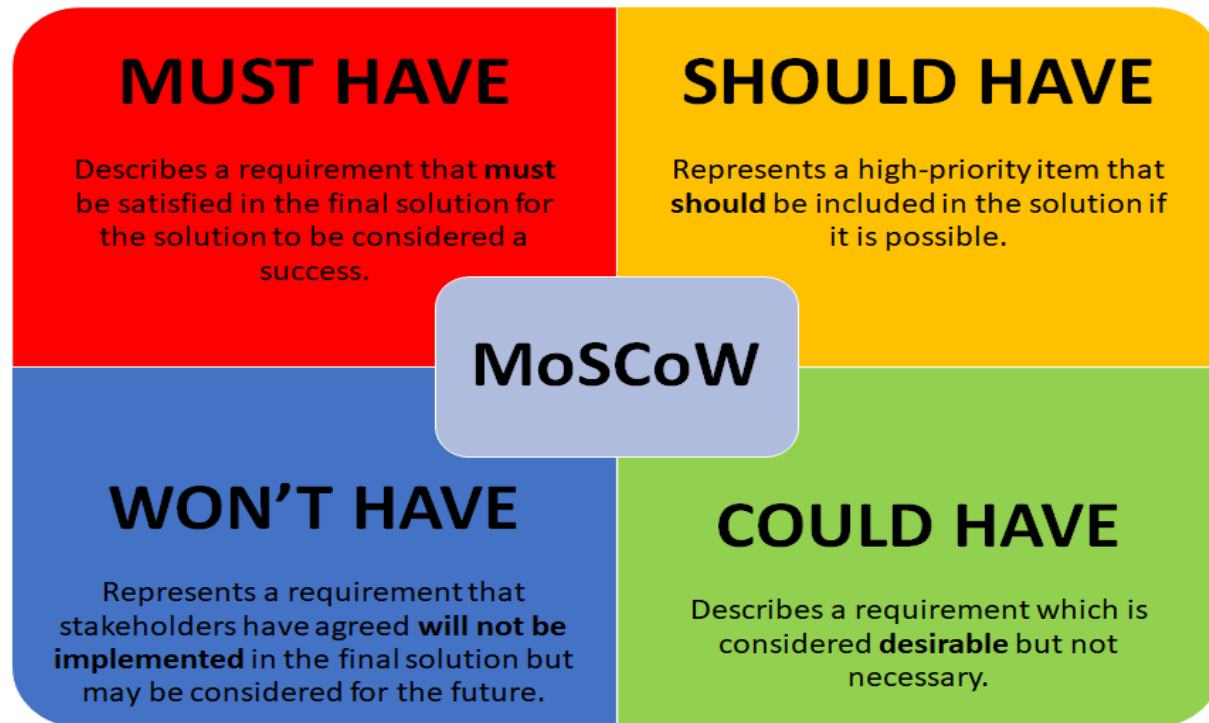 MUST HAVE
Describes a requirement that must
be satisfied in the final solution for
the solution to be considered a
success.
SHOULD HAVE
Represents a high-priority item that
should be included in the solution if
it is possible.
MoSCoW
WON’T HAVE
Represents a requirement that
stakeholders have agreed will not be
implemented in the final solution but
may be considered for the future.
COULD HAVE
Describes a requirement which is
considered desirable but not
necessary.